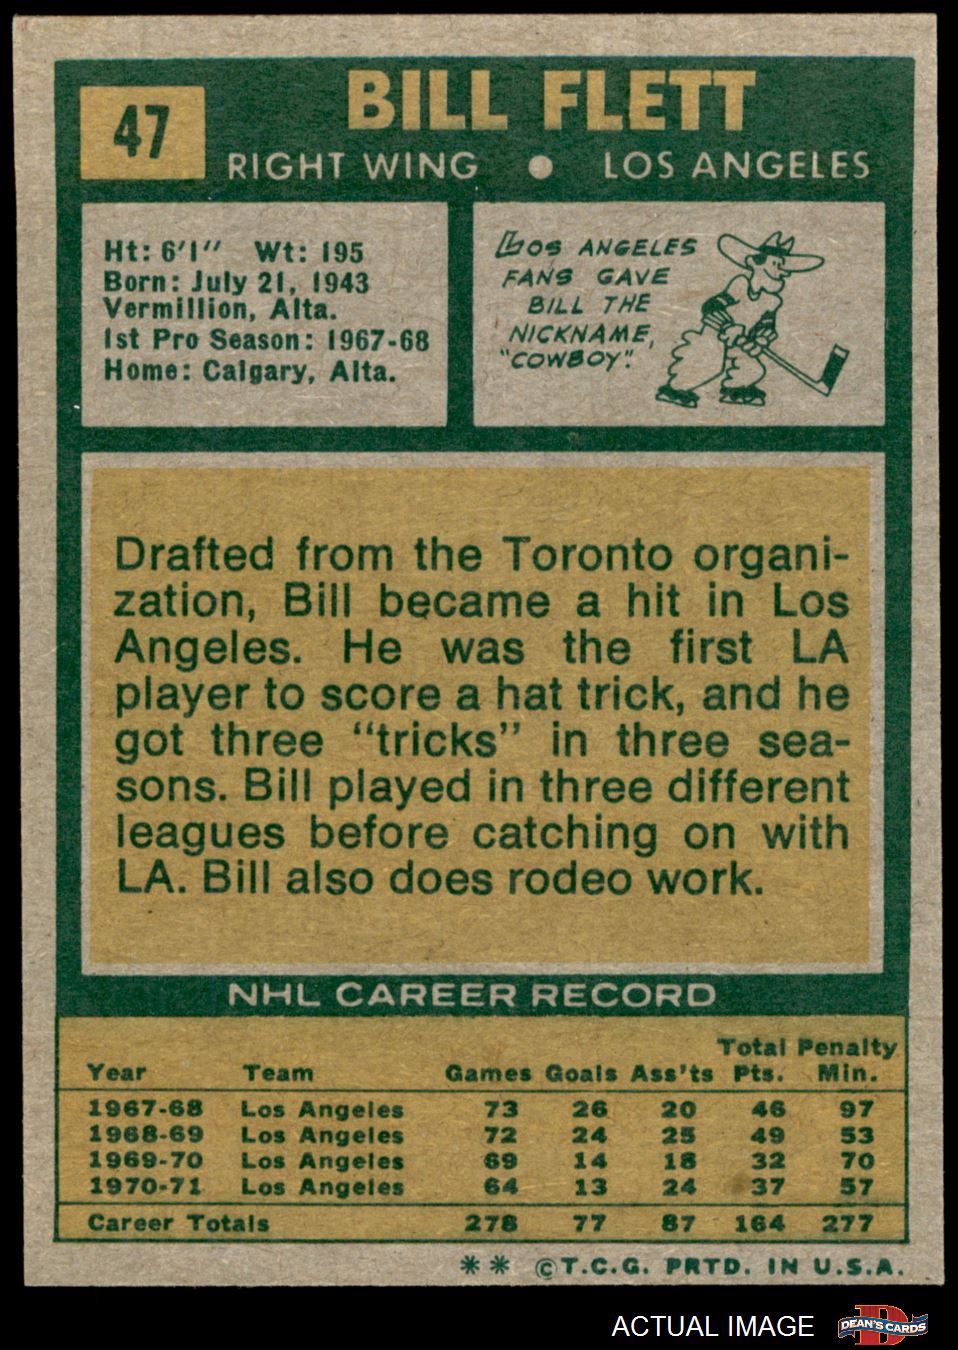 47
BILL FLETT
RIGHT WING ● LOS ANGELES
Ht: 6'1" Wt: 195
Born: July 21, 1943
Vermillion, Alta.
1st Pro Season: 1967-68
Home: Calgary, Alta.
LOS ANGELES
FANS GAVE
BILL THE
NICKNAME,
"COWBOY".
Drafted from the Toronto organi-
zation, Bill became a hit in Los
Angeles. He was the first LA
player to score a hat trick, and he
got three "tricks" in three sea-
sons. Bill played in three different
leagues before catching on with
LA. Bill also does rodeo work.
NHL CAREER RECORD
Year Team Games Goals Ass'ts Total Pts. Penalty Min.
1967-68 Los Angeles 73 26 20 46 97
1968-69 Los Angeles 72 24 25 49 53
1969-70 Los Angeles 69 14 18 32 70
1970-71 Los Angeles 64 13 24 37 57
Career Totals 278 77 87 164 277
** ©T.C.G. PRTD. IN U.S.A.
ACTUAL IMAGE
D
DEAN'S CARDS